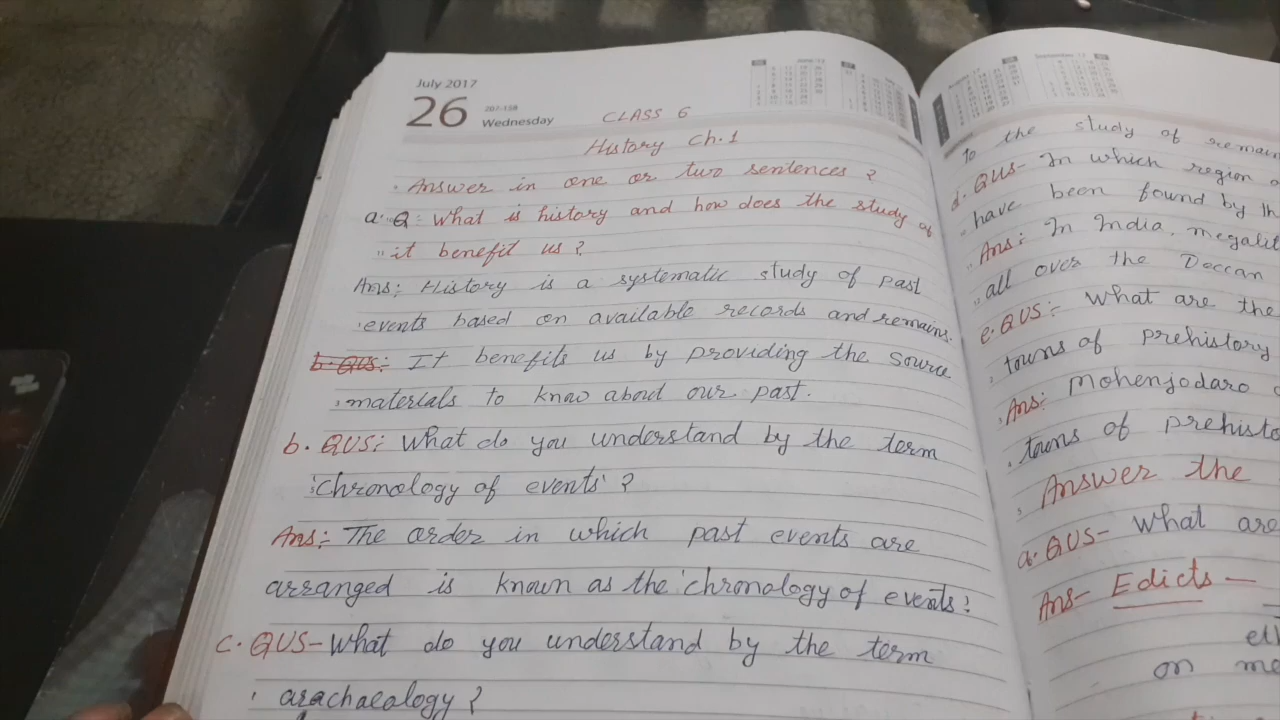 July 2017
26
207-158
Wednesday
CLASS 6
History Ch.1
Answer in one or two sentences?
a. Q: What is history and how does the study of
it benefit us?
Ans: History is a systematic study of past
events based on available records and remains.
b. QUS: It benefits us by providing the source
materials to know about our past.
b. QUS: What do you understand by the term
'chronology of events'?
Ans: The order in which past events are
arranged is known as the 'chronology of events'.
c. QUS- What do you understand by the term
arachaeology?
To the study of remain
d. QUS- In which region
have been found by th
Ans: In India, megalit
all over the Deccan
e. QUS:- What are the
towns of prehistory
Ans: Mohenjodaro
towns of prehisto
Answer the
a. QUS- What are
Ans- Edicts -
on me